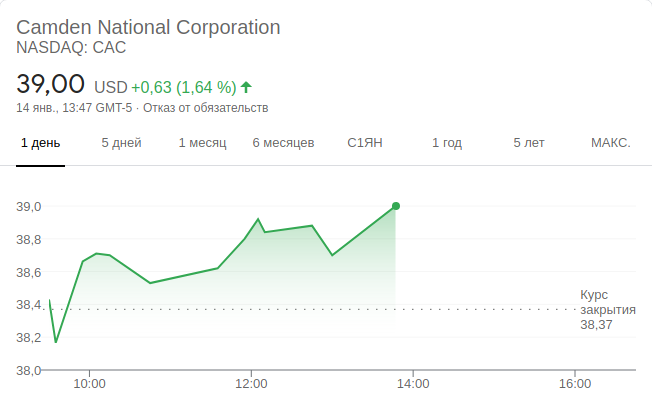 Camden National Corporation
NASDAQ: CAC
39,00 USD +0,63 (1,64 %)
14 янв., 13:47 GMT-5 · Отказ от обязательств
1 день 5 дней 1 месяц 6 месяцев С1ЯН 1 год 5 лет МАКС.
39,0
38,8
38,6
38,4
38,2
38,0
Курс
закрытия
38,37
10:00 12:00 14:00 16:00